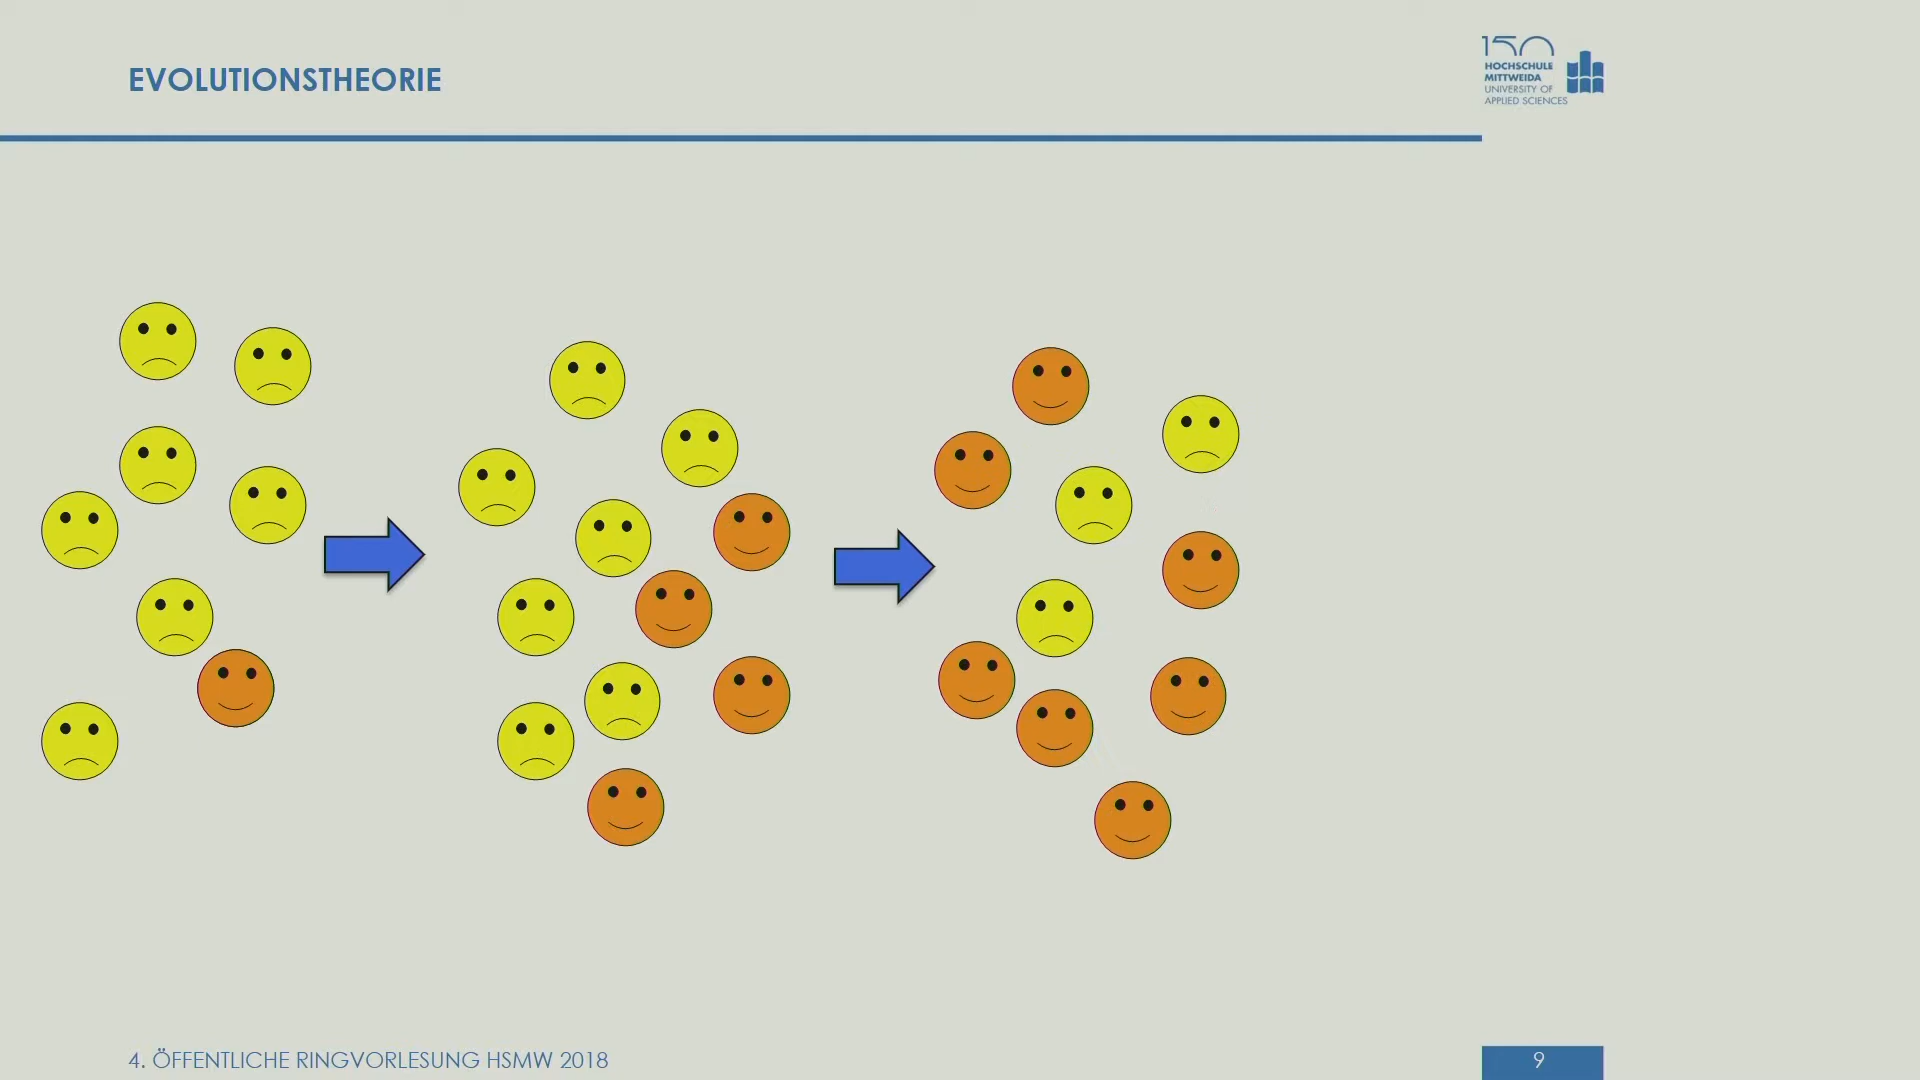 EVOLUTIONSTHEORIE
150
HOCHSCHULE
MITTWEIDA
UNIVERSITY OF
APPLIED SCIENCES
4. ÖFFENTLICHE RINGVORLESUNG HSMW 2018
9